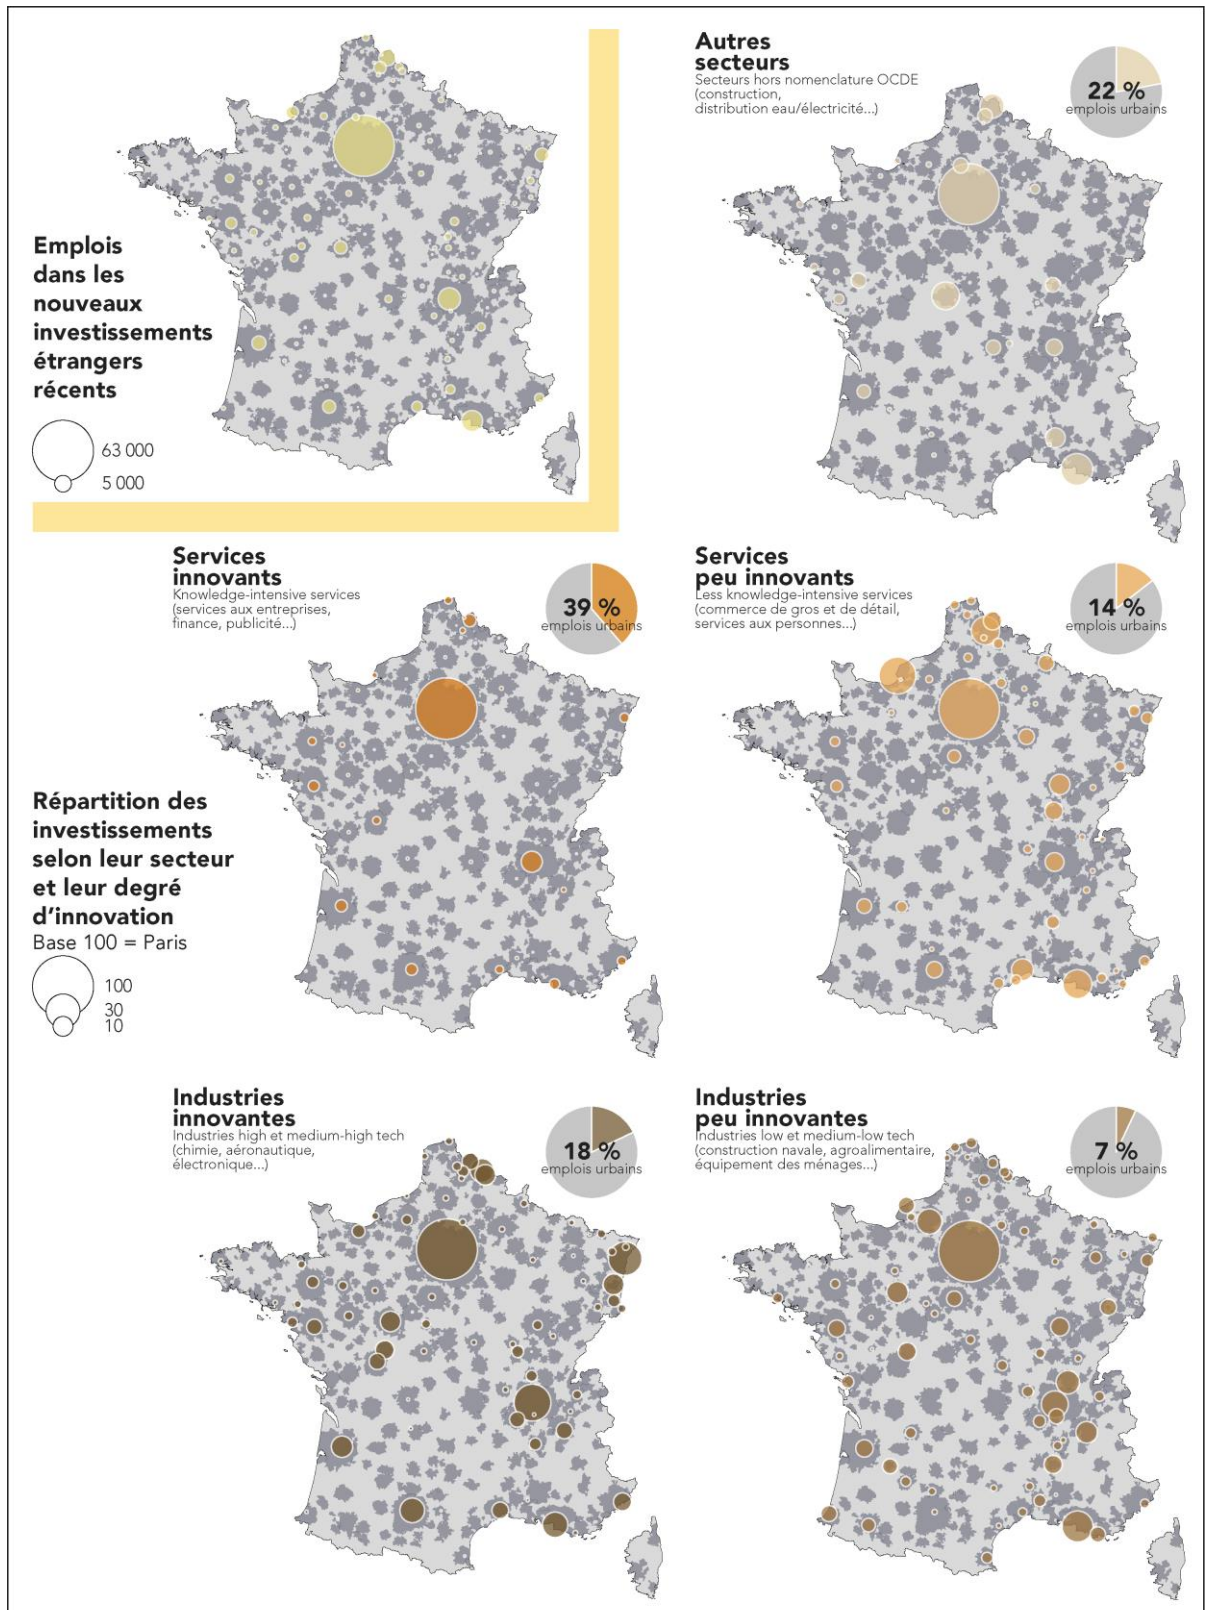 Emplois
dans les
nouveaux
investissements
étrangers
récents
63 000
5 000
Autres
secteurs
Secteurs hors nomenclature OCDE
(construction,
distribution eau/électricité...)
22 %
emplois urbains
Services
innovants
Knowledge-intensive services
(services aux entreprises,
finance, publicité...)
39 %
emplois urbains
Services
peu innovants
Less knowledge-intensive services
(commerce de gros et de détail,
services aux personnes...)
14 %
emplois urbains
Répartition des
investissements
selon leur secteur
et leur degré
d'innovation
Base 100 = Paris
100
30
10
Industries
innovantes
Industries high et medium-high tech
(chimie, aéronautique,
électronique...)
18 %
emplois urbains
Industries
peu innovantes
Industries low et medium-low tech
(construction navale, agroalimentaire,
équipement des ménages...)
7 %
emplois urbains